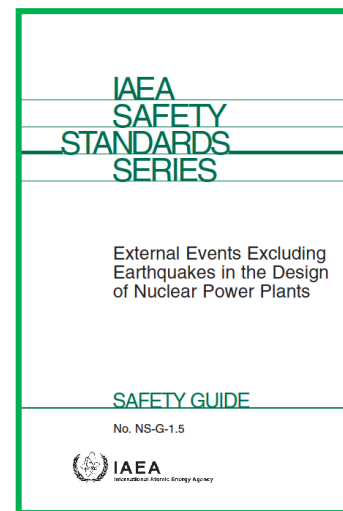 IAEA
SAFETY
STANDARDS
SERIES
External Events Excluding
Earthquakes in the Design
of Nuclear Power Plants
SAFETY GUIDE
No. NS-G-1.5
IAEA
International Atomic Energy Agency